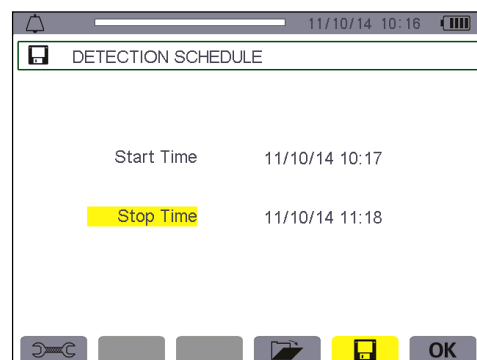 11/10/14 10:16
DETECTION SCHEDULE
Start Time 11/10/14 10:17
Stop Time 11/10/14 11:18
OK